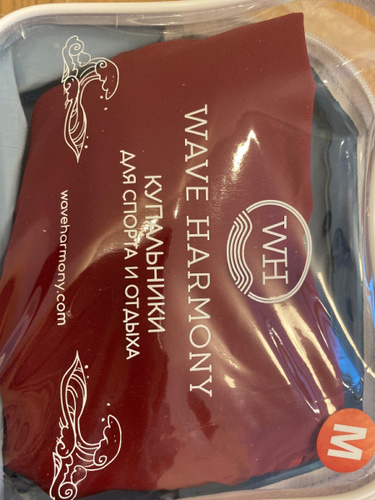 WH
WAVE HARMONY
КУПАЛЬНИКИ
ДЛЯ СПОРТА И ОТДЫХА
waveharmony.com
M